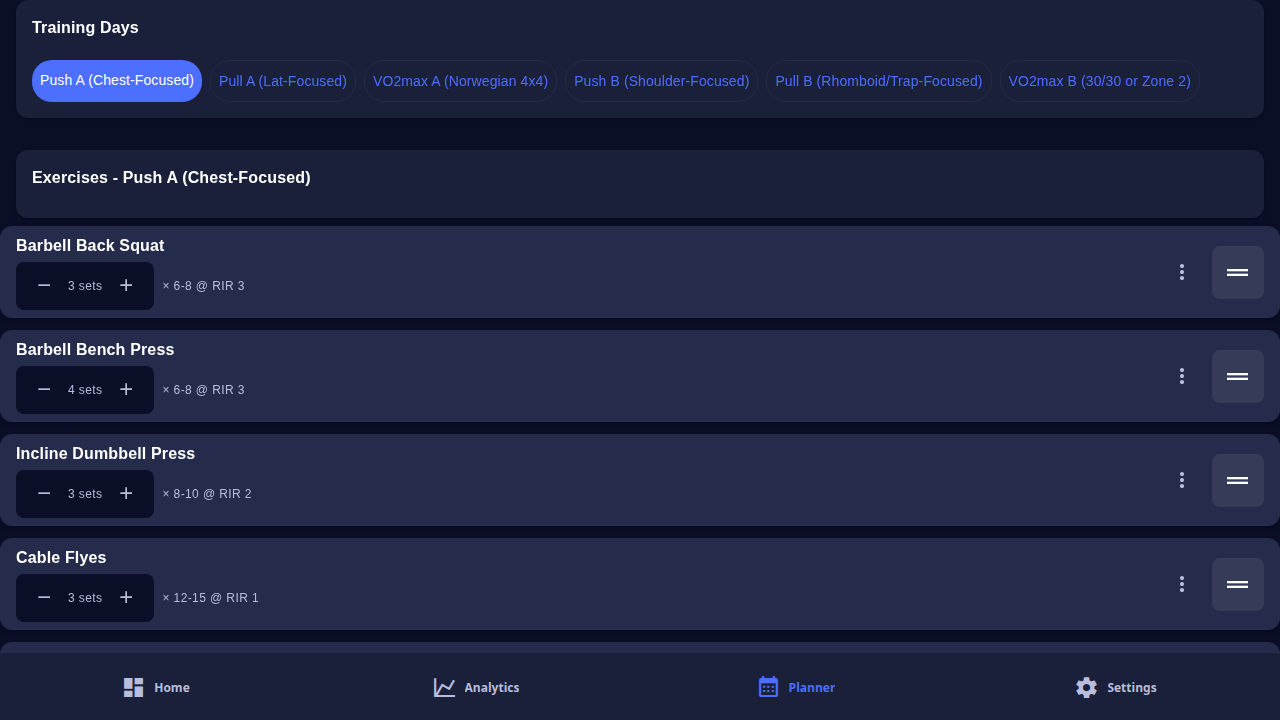 Training Days
Push A (Chest-Focused) Pull A (Lat-Focused) VO2max A (Norwegian 4x4) Push B (Shoulder-Focused) Pull B (Rhomboid/Trap-Focused) VO2max B (30/30 or Zone 2)
Exercises - Push A (Chest-Focused)
Barbell Back Squat
− 3 sets + × 6-8 @ RIR 3
Barbell Bench Press
− 4 sets + × 6-8 @ RIR 3
Incline Dumbbell Press
− 3 sets + × 8-10 @ RIR 2
Cable Flyes
− 3 sets + × 12-15 @ RIR 1
Home Analytics Planner Settings